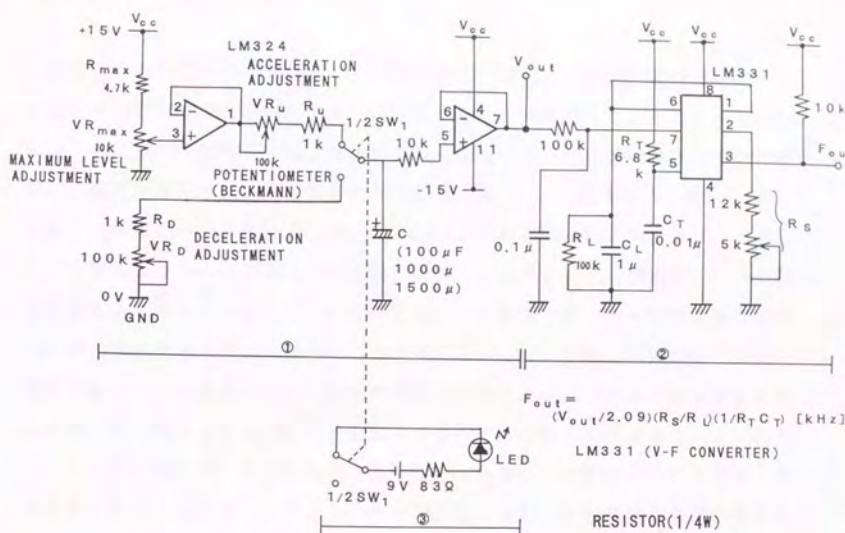 Vcc
+15V
Rmax
4.7k
VRmax
10k
MAXIMUM LEVEL
ADJUSTMENT
LM324
ACCELERATION
ADJUSTMENT
2
3
1
VRU
RU
100k
1k
1/2SW1
POTENTIOMETER
(BECKMANN)
1k
RD
100k
VRD
DECELERATION
ADJUSTMENT
0V
GND
+
C
(100μF
1000μ
1500μ)
10k
Vcc
6
5
4
7
11
-15V
Vout
100k
0.1μ
RL
100k
CL
1μ
Vcc
RT
6.8
k
CT
0.01μ
Vcc
LM331
8
6
7
5
1
2
3
4
12k
5k
RS
Vcc
10k
Fou
①
②
Fout=
(Vout/2.09)(RS/RL)(1/RTCT) [kHz]
LM331 (V-F CONVERTER)
1/2SW1
9V
83Ω
LED
③
RESISTOR(1/4W)